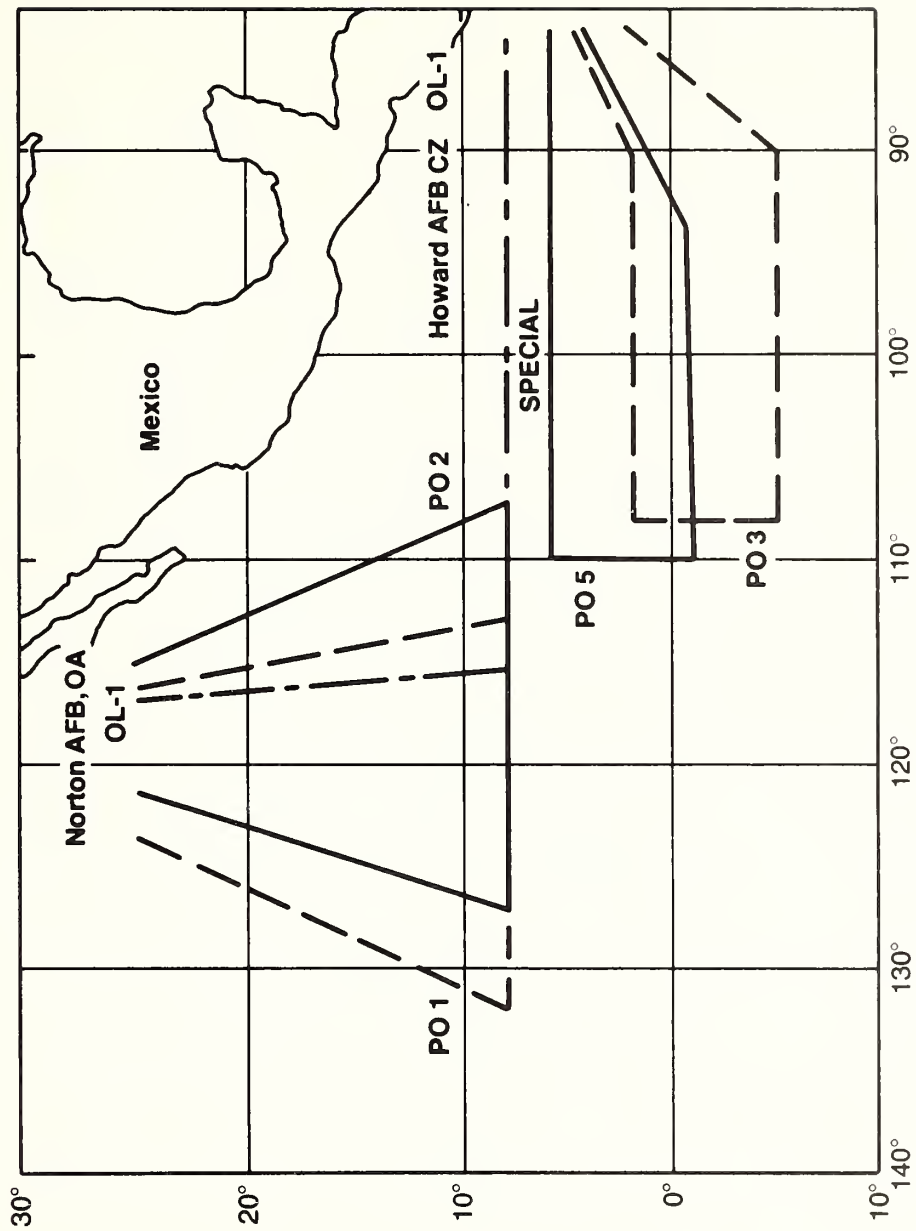 30°
Norton AFB, OA
OL-1
Mexico
20°
PO 1
PO 2
Howard AFB CZ OL-1
10°
SPECIAL
PO 5
0°
PO 3
10°
140° 130° 120° 110° 100° 90°